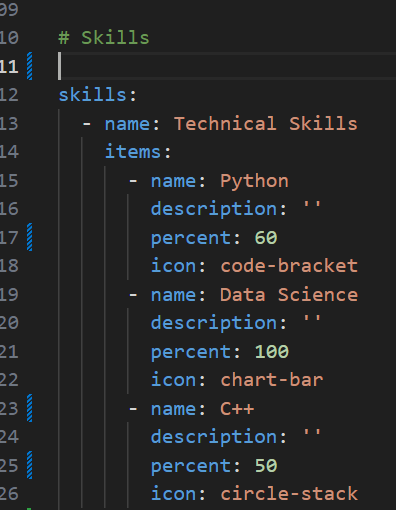 09
10 # Skills
11
12 skills:
13   - name: Technical Skills
14     items:
15       - name: Python
16         description: ''
17         percent: 60
18         icon: code-bracket
19       - name: Data Science
20         description: ''
21         percent: 100
22         icon: chart-bar
23       - name: C++
24         description: ''
25         percent: 50
26         icon: circle-stack